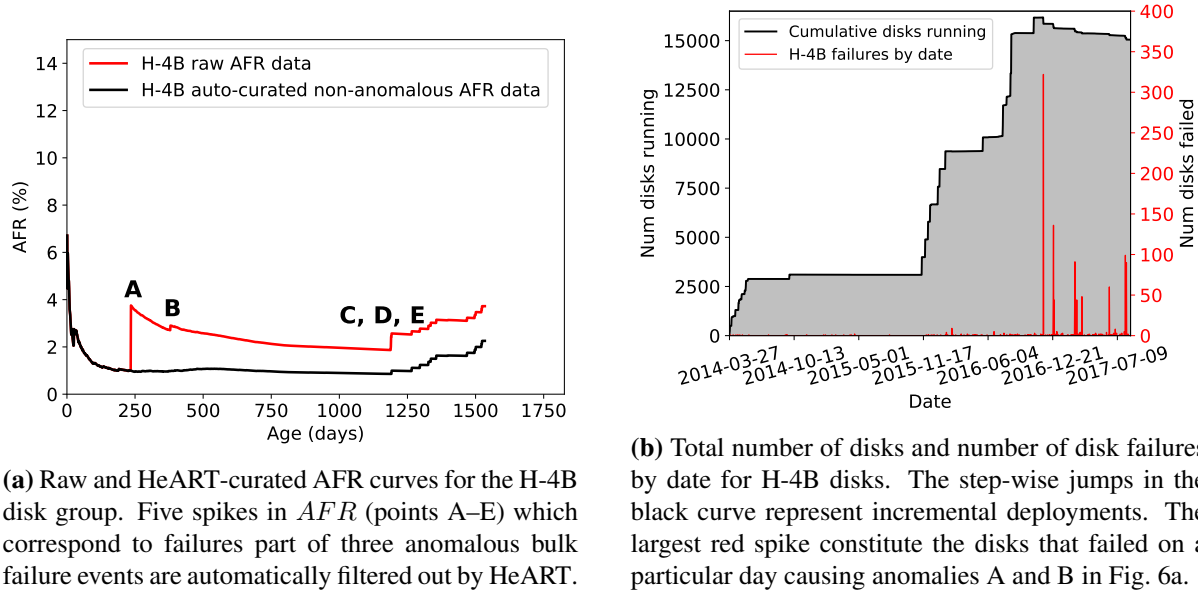 H-4B raw AFR data
H-4B auto-curated non-anomalous AFR data
AFR (%)
14
12
10
8
6
4
2
0
A
B
C, D, E
0 250 500 750 1000 1250 1500 1750
Age (days)
(a) Raw and HeART-curated AFR curves for the H-4B
disk group. Five spikes in AFR (points A–E) which
correspond to failures part of three anomalous bulk
failure events are automatically filtered out by HeART.
Cumulative disks running
H-4B failures by date
Num disks running
15000
12500
10000
7500
5000
2500
0
400
350
300
250
200
150
100
50
0
Num disks failed
2014-03-27 2014-10-13 2015-05-01 2015-11-17 2016-06-04 2016-12-21 2017-07-09
Date
(b) Total number of disks and number of disk failures
by date for H-4B disks. The step-wise jumps in the
black curve represent incremental deployments. The
largest red spike constitute the disks that failed on a
particular day causing anomalies A and B in Fig. 6a.